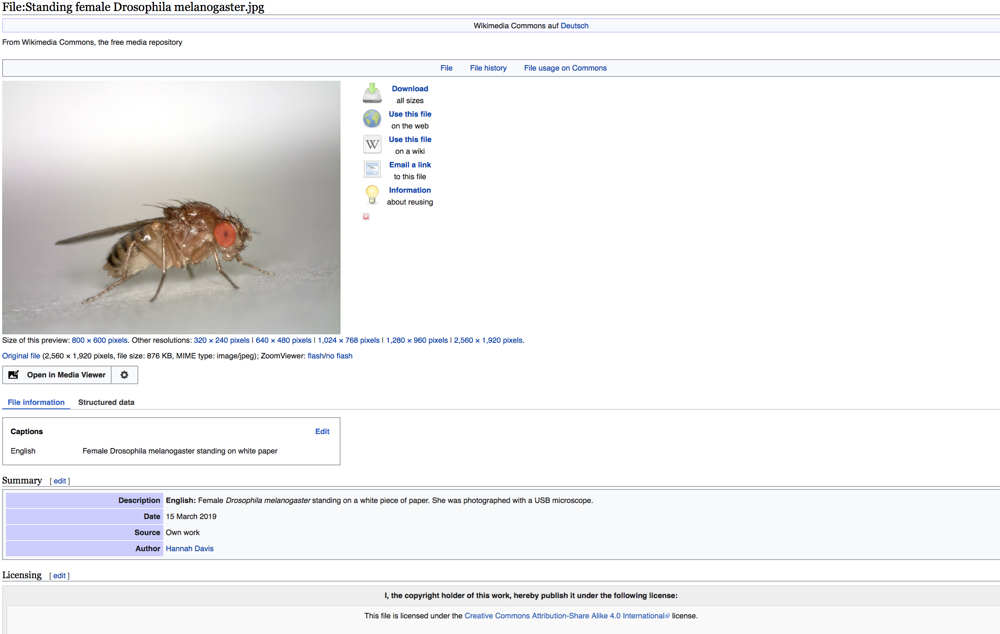 File:Standing female Drosophila melanogaster.jpg
Wikimedia Commons auf Deutsch
From Wikimedia Commons, the free media repository
File File history File usage on Commons
Download
all sizes
Use this file
on the web
W
Use this file
on a wiki
Email a link
to this file
Information
about reusing
Size of this preview: 800 × 600 pixels. Other resolutions: 320 × 240 pixels | 640 × 480 pixels | 1,024 × 768 pixels | 1,280 × 960 pixels | 2,560 × 1,920 pixels.
Original file (2,560 × 1,920 pixels, file size: 876 KB, MIME type: image/jpeg); ZoomViewer: flash/no flash
Open in Media Viewer
File information Structured data
Captions Edit
English Female Drosophila melanogaster standing on white paper
Summary [ edit ]
Description English: Female Drosophila melanogaster standing on a white piece of paper. She was photographed with a USB microscope.
Date 15 March 2019
Source Own work
Author Hannah Davis
Licensing [ edit ]
I, the copyright holder of this work, hereby publish it under the following license:
This file is licensed under the Creative Commons Attribution-Share Alike 4.0 International license.